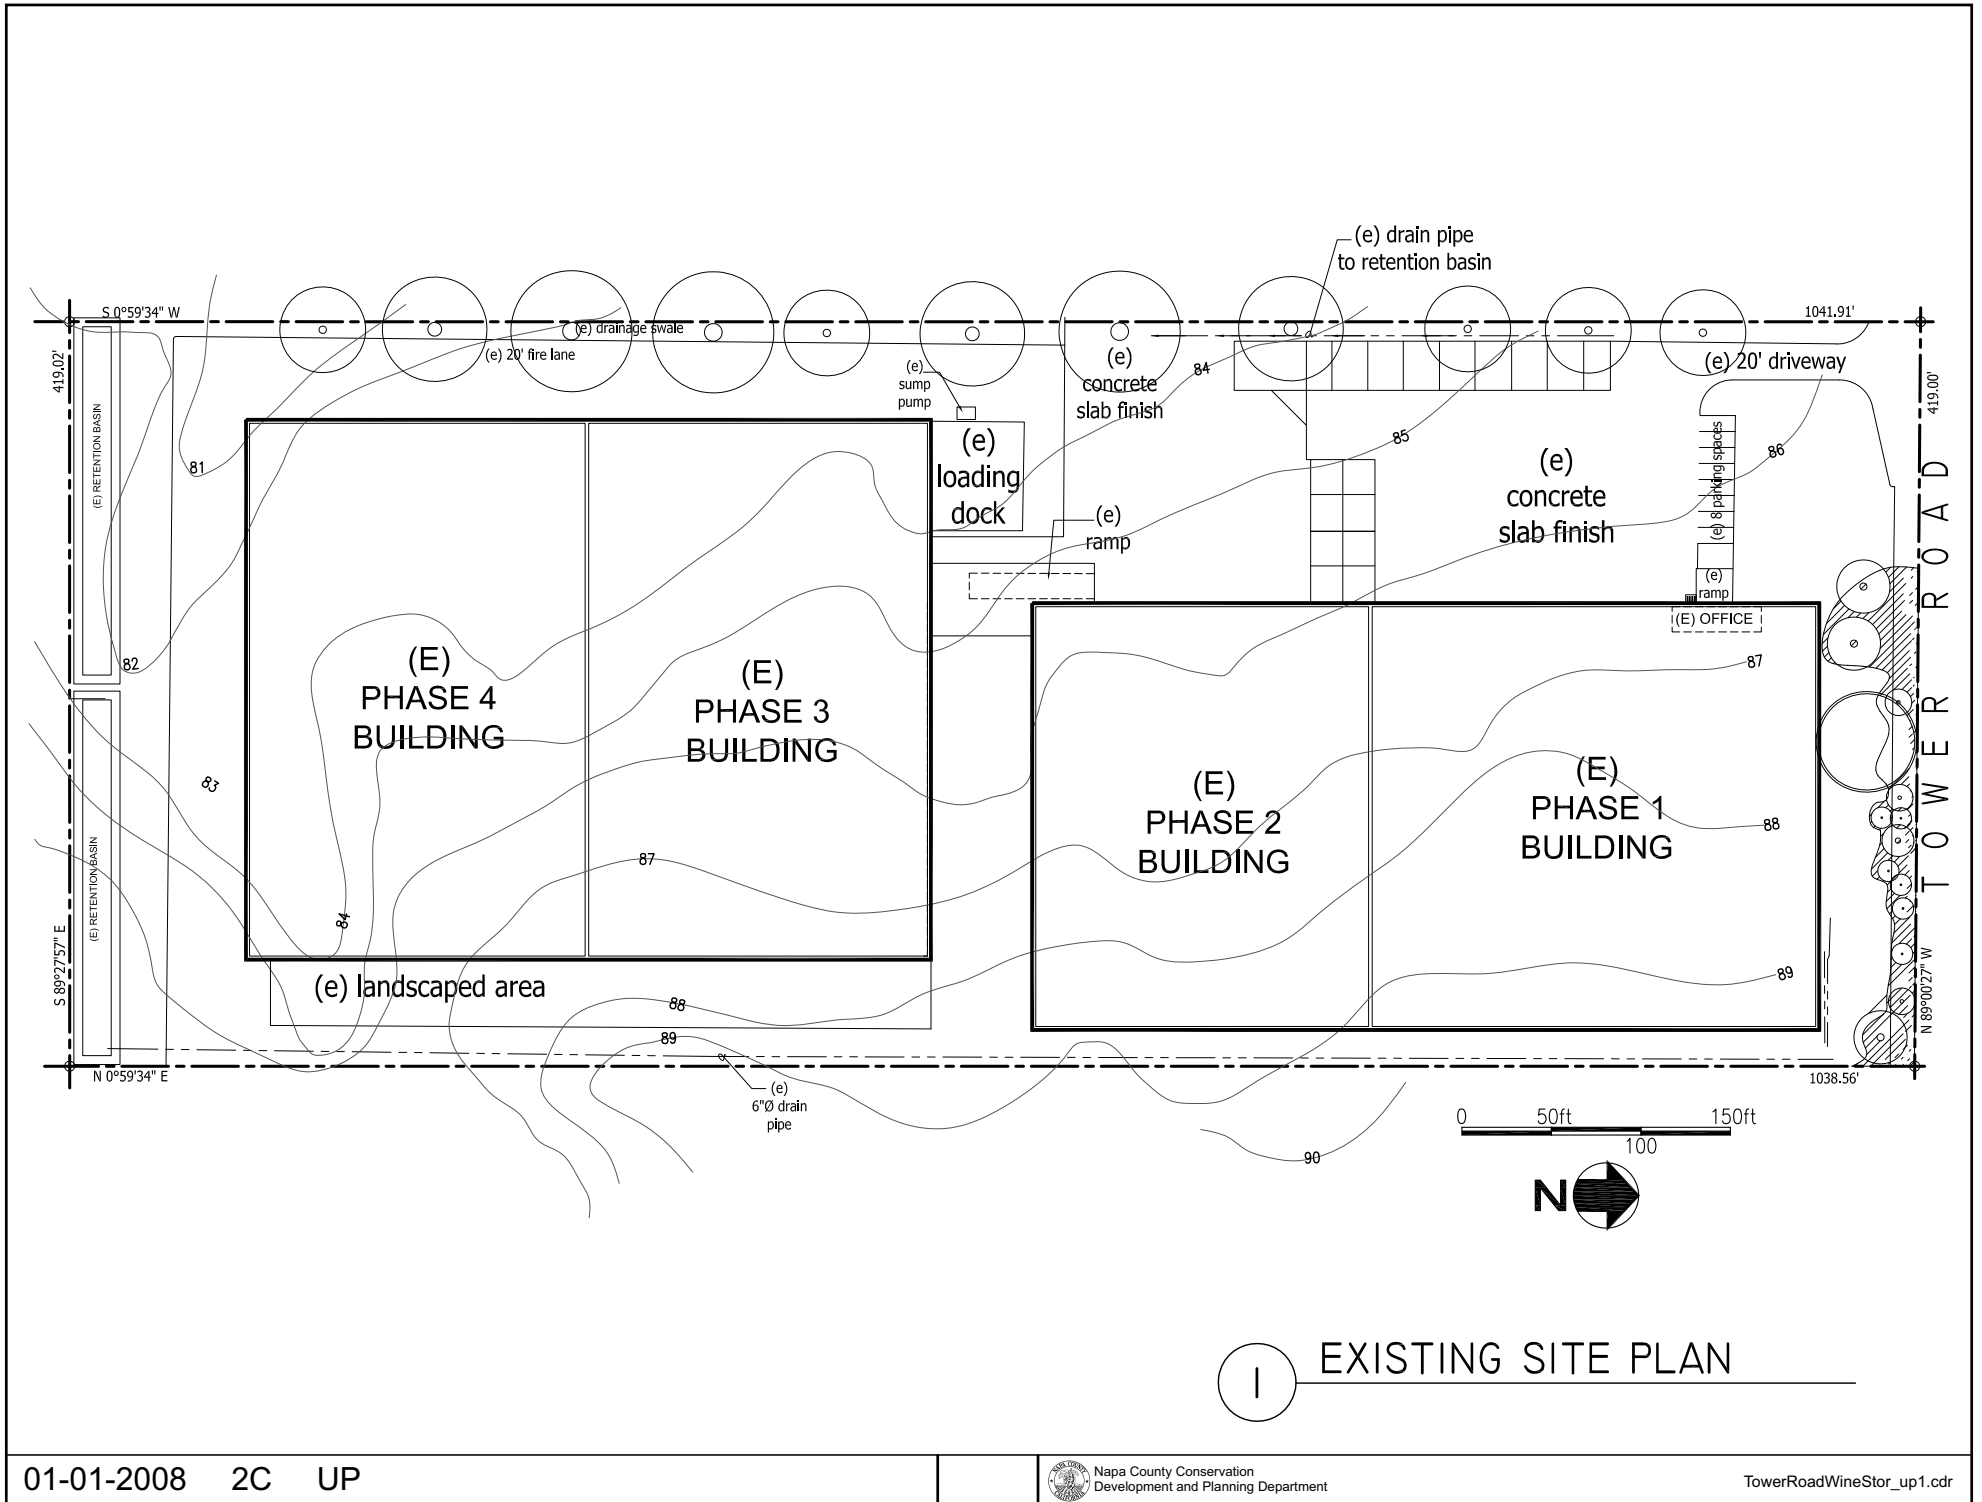 (e) drain pipe
to retention basin
S 0°59'34" W
1041.91'
(e) drainage swale
(e) 20' fire lane
(e)
sump
pump
(e)
concrete
slab finish
84
(e) 20' driveway
419.02'
419.00'
(E) RETENTION BASIN
81
(e)
loading
dock
85
(e)
concrete
slab finish
(e) 8 parking spaces
86
(e)
ramp
(e)
ramp
(E) OFFICE
TOWER ROAD
82
(E)
PHASE 4
BUILDING
(E)
PHASE 3
BUILDING
87
83
(E)
PHASE 2
BUILDING
(E)
PHASE 1
BUILDING
88
87
(E) RETENTION BASIN
84
S 89°27'57" E
N 89°00'27" W
(e) landscaped area
88
89
89
N 0°59'34" E
1038.56'
(e)
6"Ø drain
pipe
90
0 50ft 150ft
100
N
1 EXISTING SITE PLAN
01-01-2008 2C UP
NAPA COUNTY
CALIFORNIA
Napa County Conservation
Development and Planning Department
TowerRoadWineStor_up1.cdr